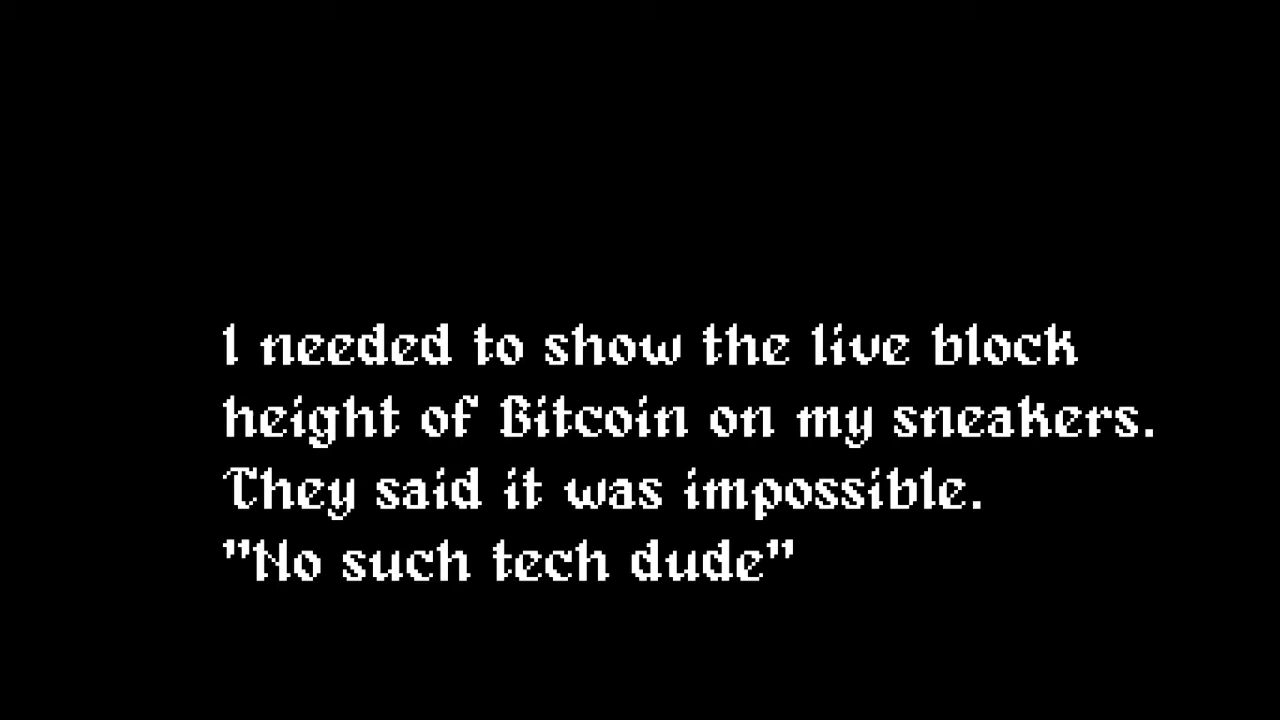 I needed to show the live block
height of Bitcoin on my sneakers.
They said it was impossible.
"No such tech dude"